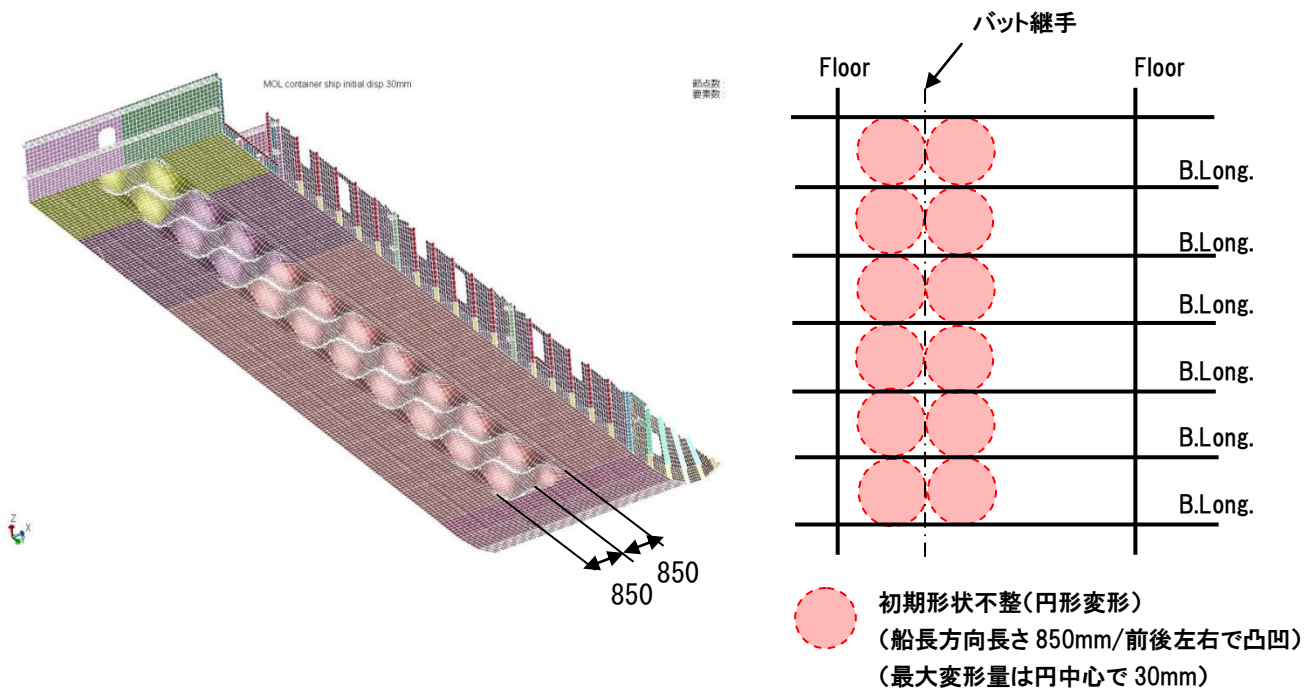 バット継手
Floor
Floor
MOL container ship initial disp 30mm
節点数 :
要素数 :
B.Long.
B.Long.
B.Long.
B.Long.
B.Long.
B.Long.
Z
X
850
850
初期形状不整(円形変形)
(船長方向長さ 850mm/前後左右で凸凹)
(最大変形量は円中心で 30mm)